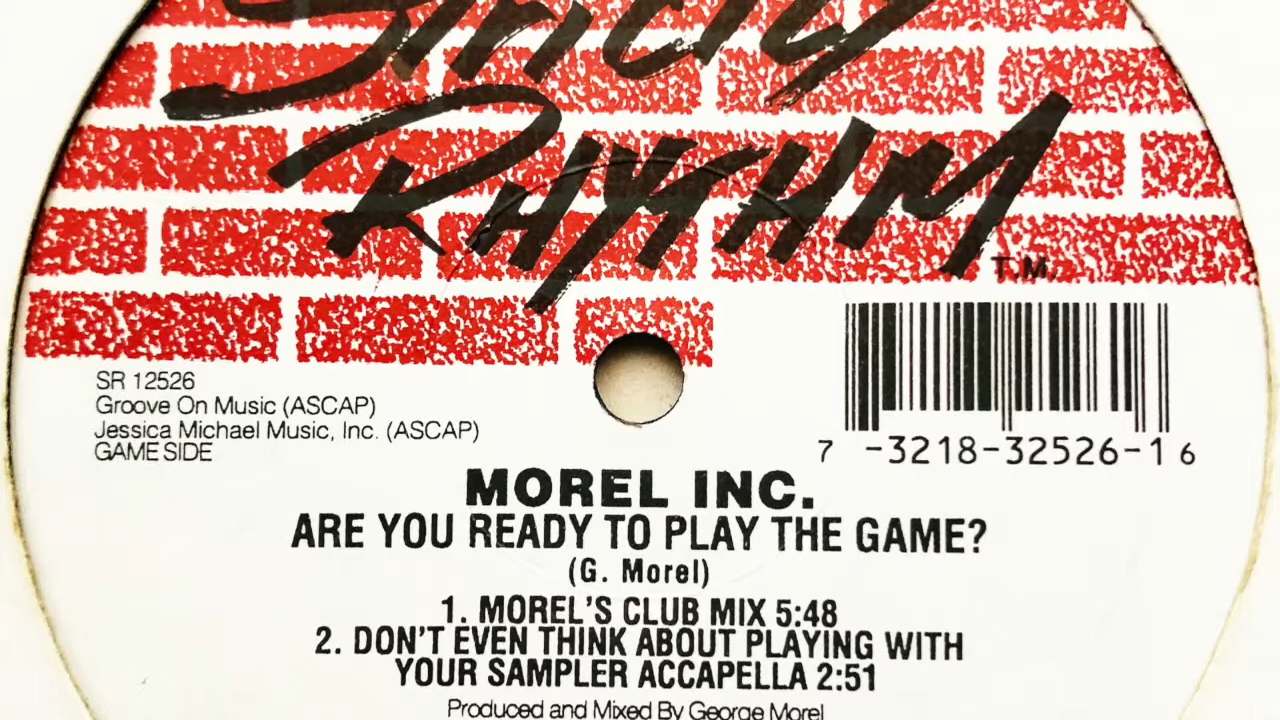 Strictly
RHYTHM
T.M.
SR 12526
Groove On Music (ASCAP)
Jessica Michael Music, Inc. (ASCAP)
GAME SIDE
7 -3218-32526-1 6
MOREL INC.
ARE YOU READY TO PLAY THE GAME?
(G. Morel)
1. MOREL'S CLUB MIX 5:48
2. DON'T EVEN THINK ABOUT PLAYING WITH
YOUR SAMPLER ACCAPELLA 2:51
Produced and Mixed By George Morel